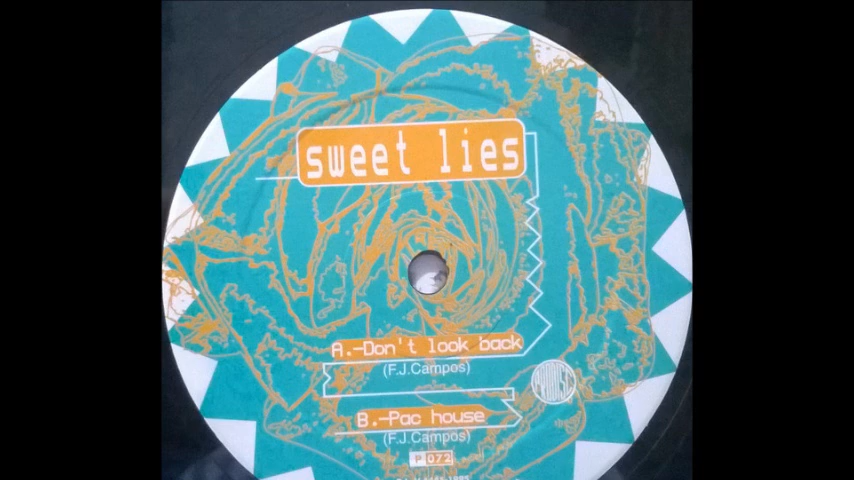 sweet lies
A.-Don't look back
(F.J.Campos)
B.-Pac house
(F.J.Campos)
P 072